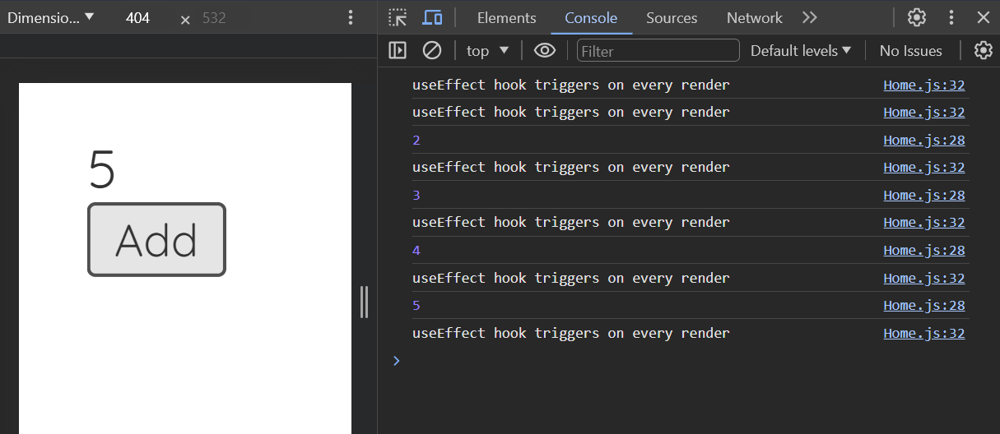 Dimensio... 404 × 532
Elements Console Sources Network
top Filter Default levels No Issues
5
Add
useEffect hook triggers on every render Home.js:32
useEffect hook triggers on every render Home.js:32
2 Home.js:28
useEffect hook triggers on every render Home.js:32
3 Home.js:28
useEffect hook triggers on every render Home.js:32
4 Home.js:28
useEffect hook triggers on every render Home.js:32
5 Home.js:28
useEffect hook triggers on every render Home.js:32